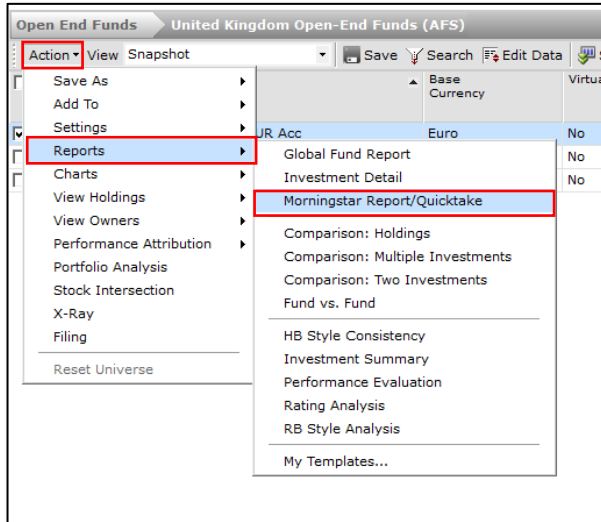 Open End Funds United Kingdom Open-End Funds (AFS)
Action View Snapshot Save Search Edit Data
Base Currency Virtua
UR Acc Euro No
No
No
Save As
Add To
Settings
Reports
Charts
View Holdings
View Owners
Performance Attribution
Portfolio Analysis
Stock Intersection
X-Ray
Filing
Reset Universe
Global Fund Report
Investment Detail
Morningstar Report/Quicktake
Comparison: Holdings
Comparison: Multiple Investments
Comparison: Two Investments
Fund vs. Fund
HB Style Consistency
Investment Summary
Performance Evaluation
Rating Analysis
RB Style Analysis
My Templates...